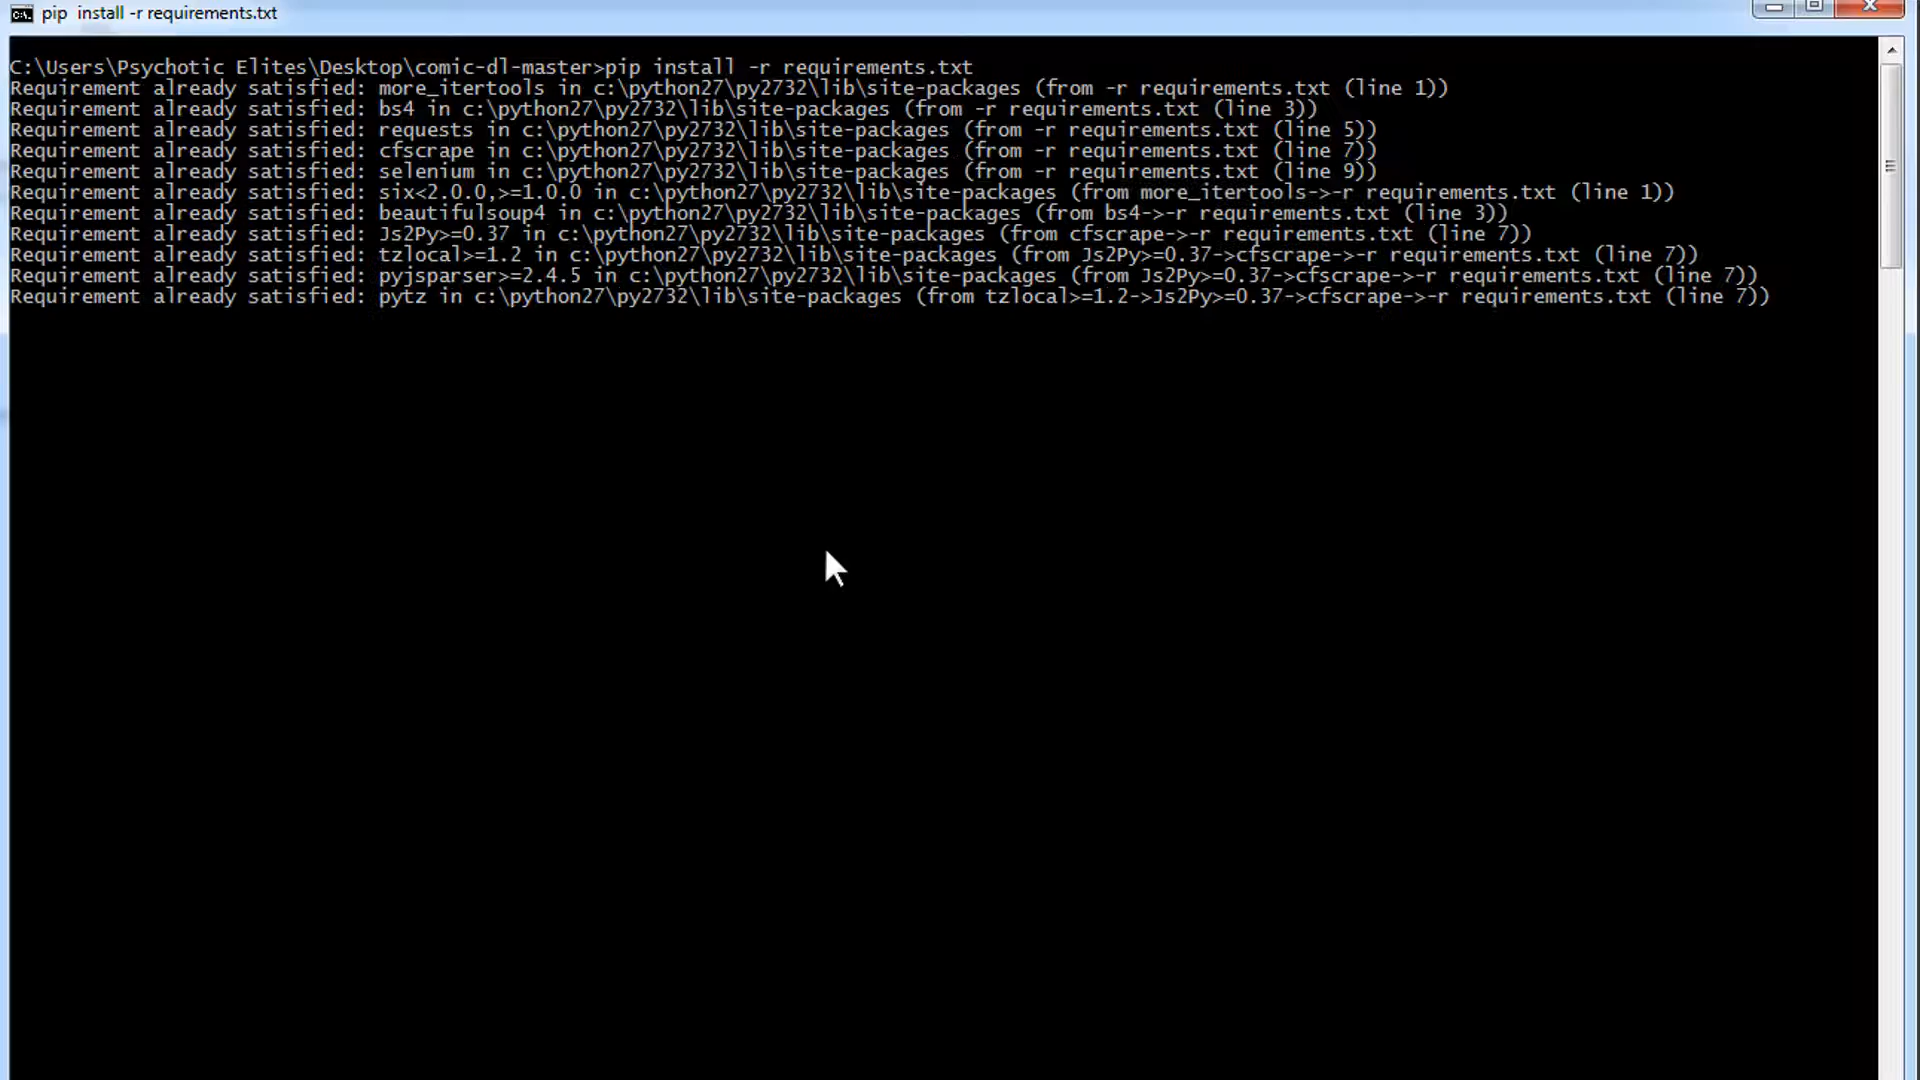 pip  install -r requirements.txt
C:\Users\Psychotic Elites\Desktop\comic-dl-master>pip install -r requirements.txt
Requirement already satisfied: more_itertools in c:\python27\py2732\lib\site-packages (from -r requirements.txt (line 1))
Requirement already satisfied: bs4 in c:\python27\py2732\lib\site-packages (from -r requirements.txt (line 3))
Requirement already satisfied: requests in c:\python27\py2732\lib\site-packages (from -r requirements.txt (line 5))
Requirement already satisfied: cfscrape in c:\python27\py2732\lib\site-packages (from -r requirements.txt (line 7))
Requirement already satisfied: selenium in c:\python27\py2732\lib\site-packages (from -r requirements.txt (line 9))
Requirement already satisfied: six<2.0.0,>=1.0.0 in c:\python27\py2732\lib\site-packages (from more_itertools->-r requirements.txt (line 1))
Requirement already satisfied: beautifulsoup4 in c:\python27\py2732\lib\site-packages (from bs4->-r requirements.txt (line 3))
Requirement already satisfied: Js2Py>=0.37 in c:\python27\py2732\lib\site-packages (from cfscrape->-r requirements.txt (line 7))
Requirement already satisfied: tzlocal>=1.2 in c:\python27\py2732\lib\site-packages (from Js2Py>=0.37->cfscrape->-r requirements.txt (line 7))
Requirement already satisfied: pyjsparser>=2.4.5 in c:\python27\py2732\lib\site-packages (from Js2Py>=0.37->cfscrape->-r requirements.txt (line 7))
Requirement already satisfied: pytz in c:\python27\py2732\lib\site-packages (from tzlocal>=1.2->Js2Py>=0.37->cfscrape->-r requirements.txt (line 7))